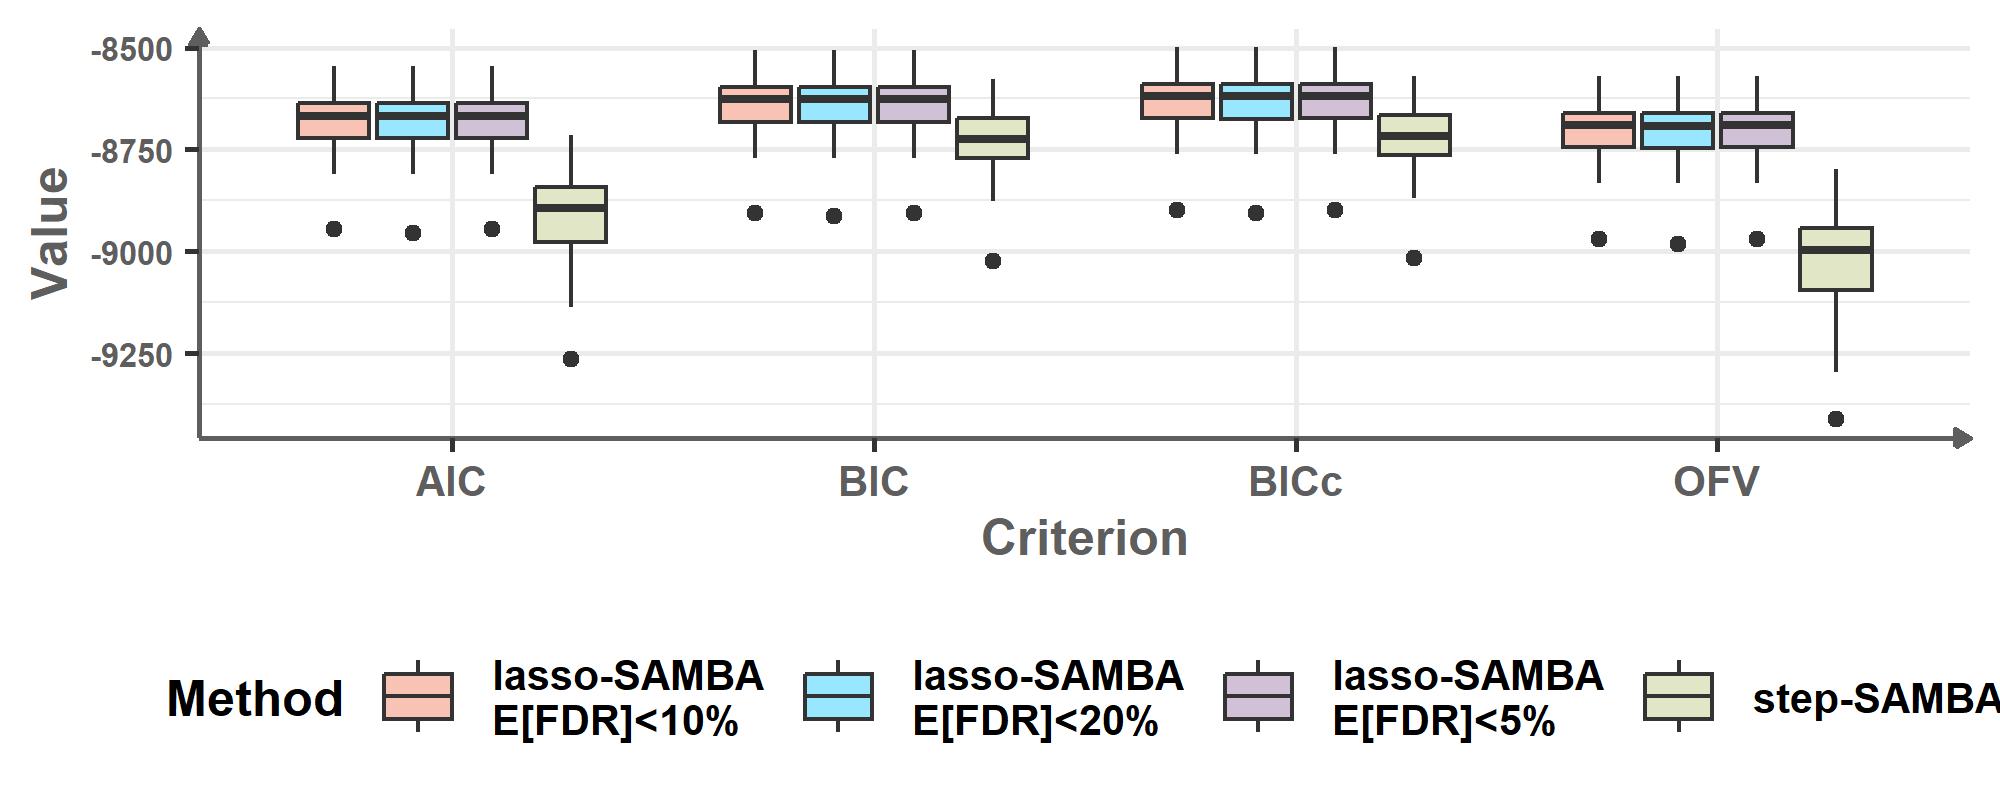 -8500
-8750
-9000
-9250
Value
AIC BIC BICc OFV
Criterion
Method
lasso-SAMBA
E[FDR]<10%
lasso-SAMBA
E[FDR]<20%
lasso-SAMBA
E[FDR]<5%
step-SAMBA